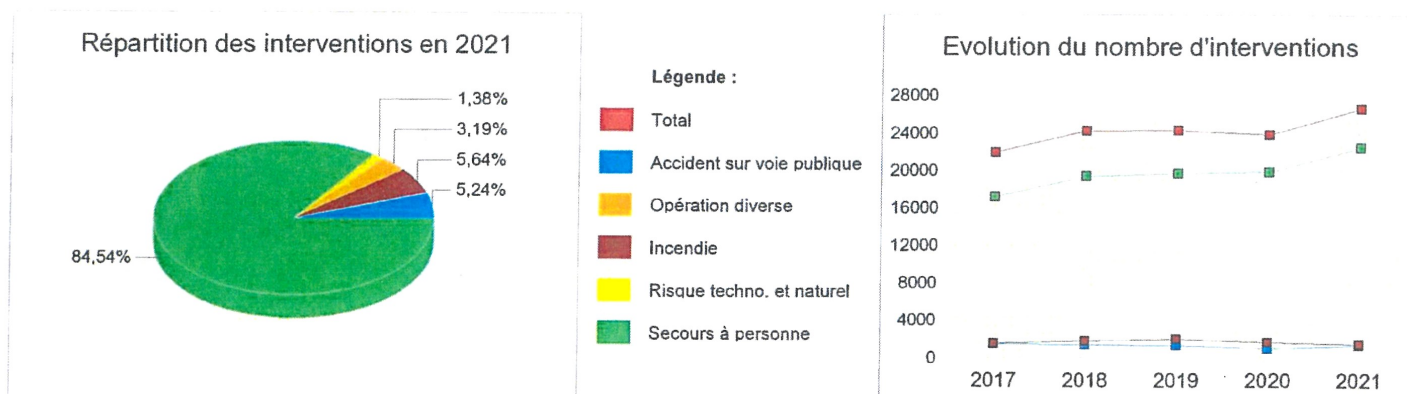 Répartition des interventions en 2021
1,38%
3,19%
5,64%
5,24%
84,54%
Légende :
Total
Accident sur voie publique
Opération diverse
Incendie
Risque techno. et naturel
Secours à personne
Evolution du nombre d'interventions
28000
24000
20000
16000
12000
8000
4000
0
2017 2018 2019 2020 2021